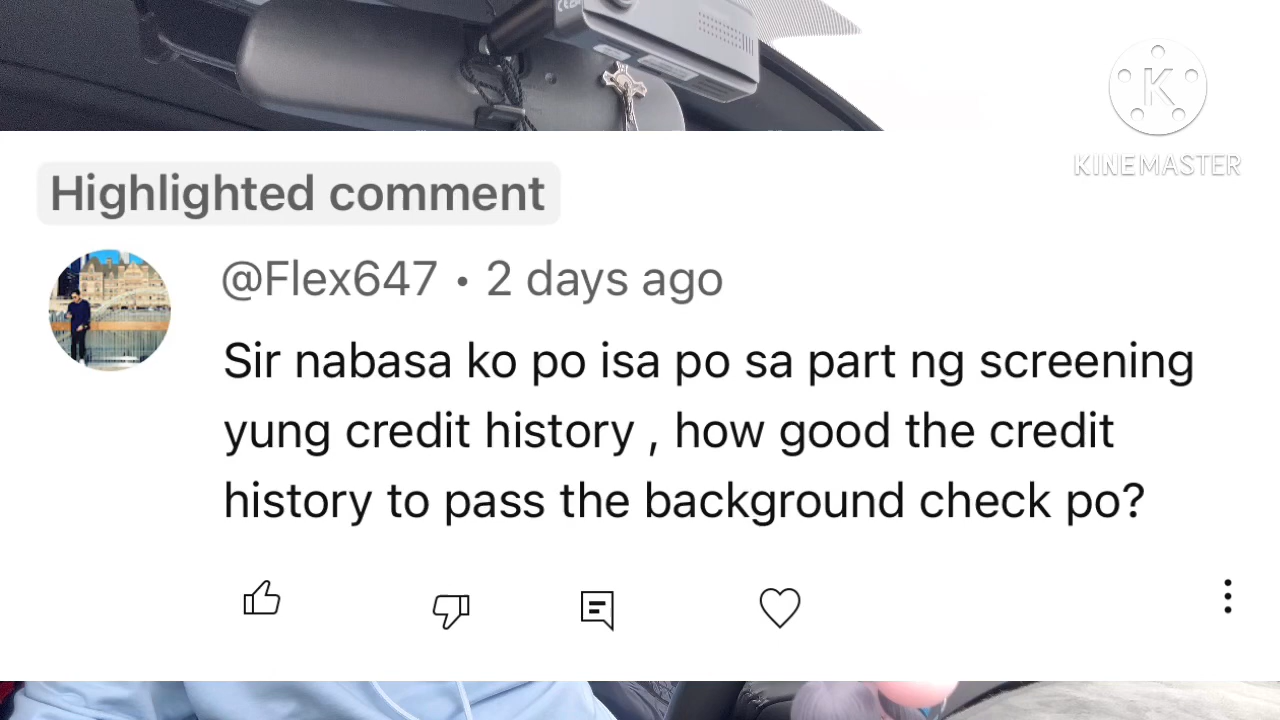 KINEMASTER
Highlighted comment
@Flex647 • 2 days ago
Sir nabasa ko po isa po sa part ng screening
yung credit history , how good the credit
history to pass the background check po?